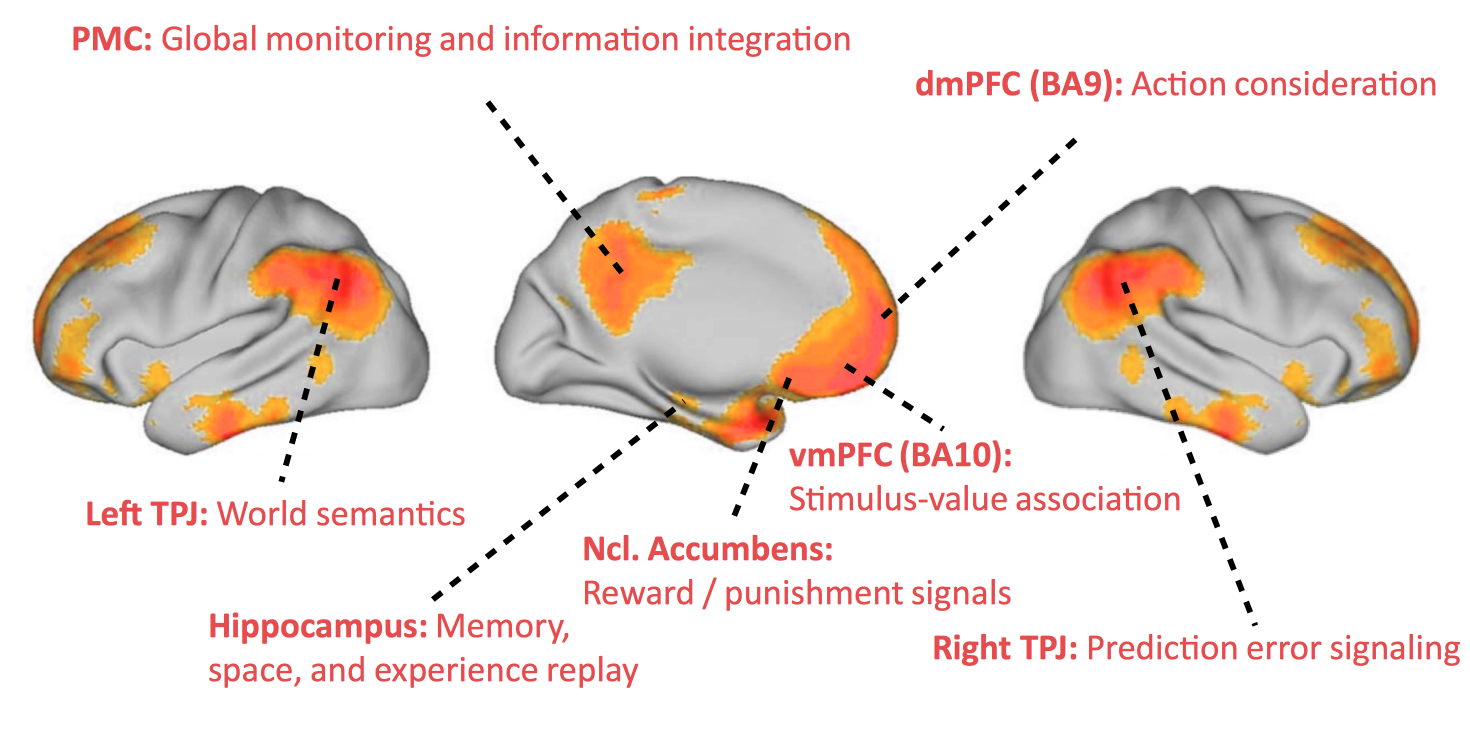 PMC: Global monitoring and information integration
dmPFC (BA9): Action consideration
vmPFC (BA10):
Stimulus-value association
Left TPJ: World semantics
Ncl. Accumbens:
Reward / punishment signals
Hippocampus: Memory,
space, and experience replay
Right TPJ: Prediction error signaling